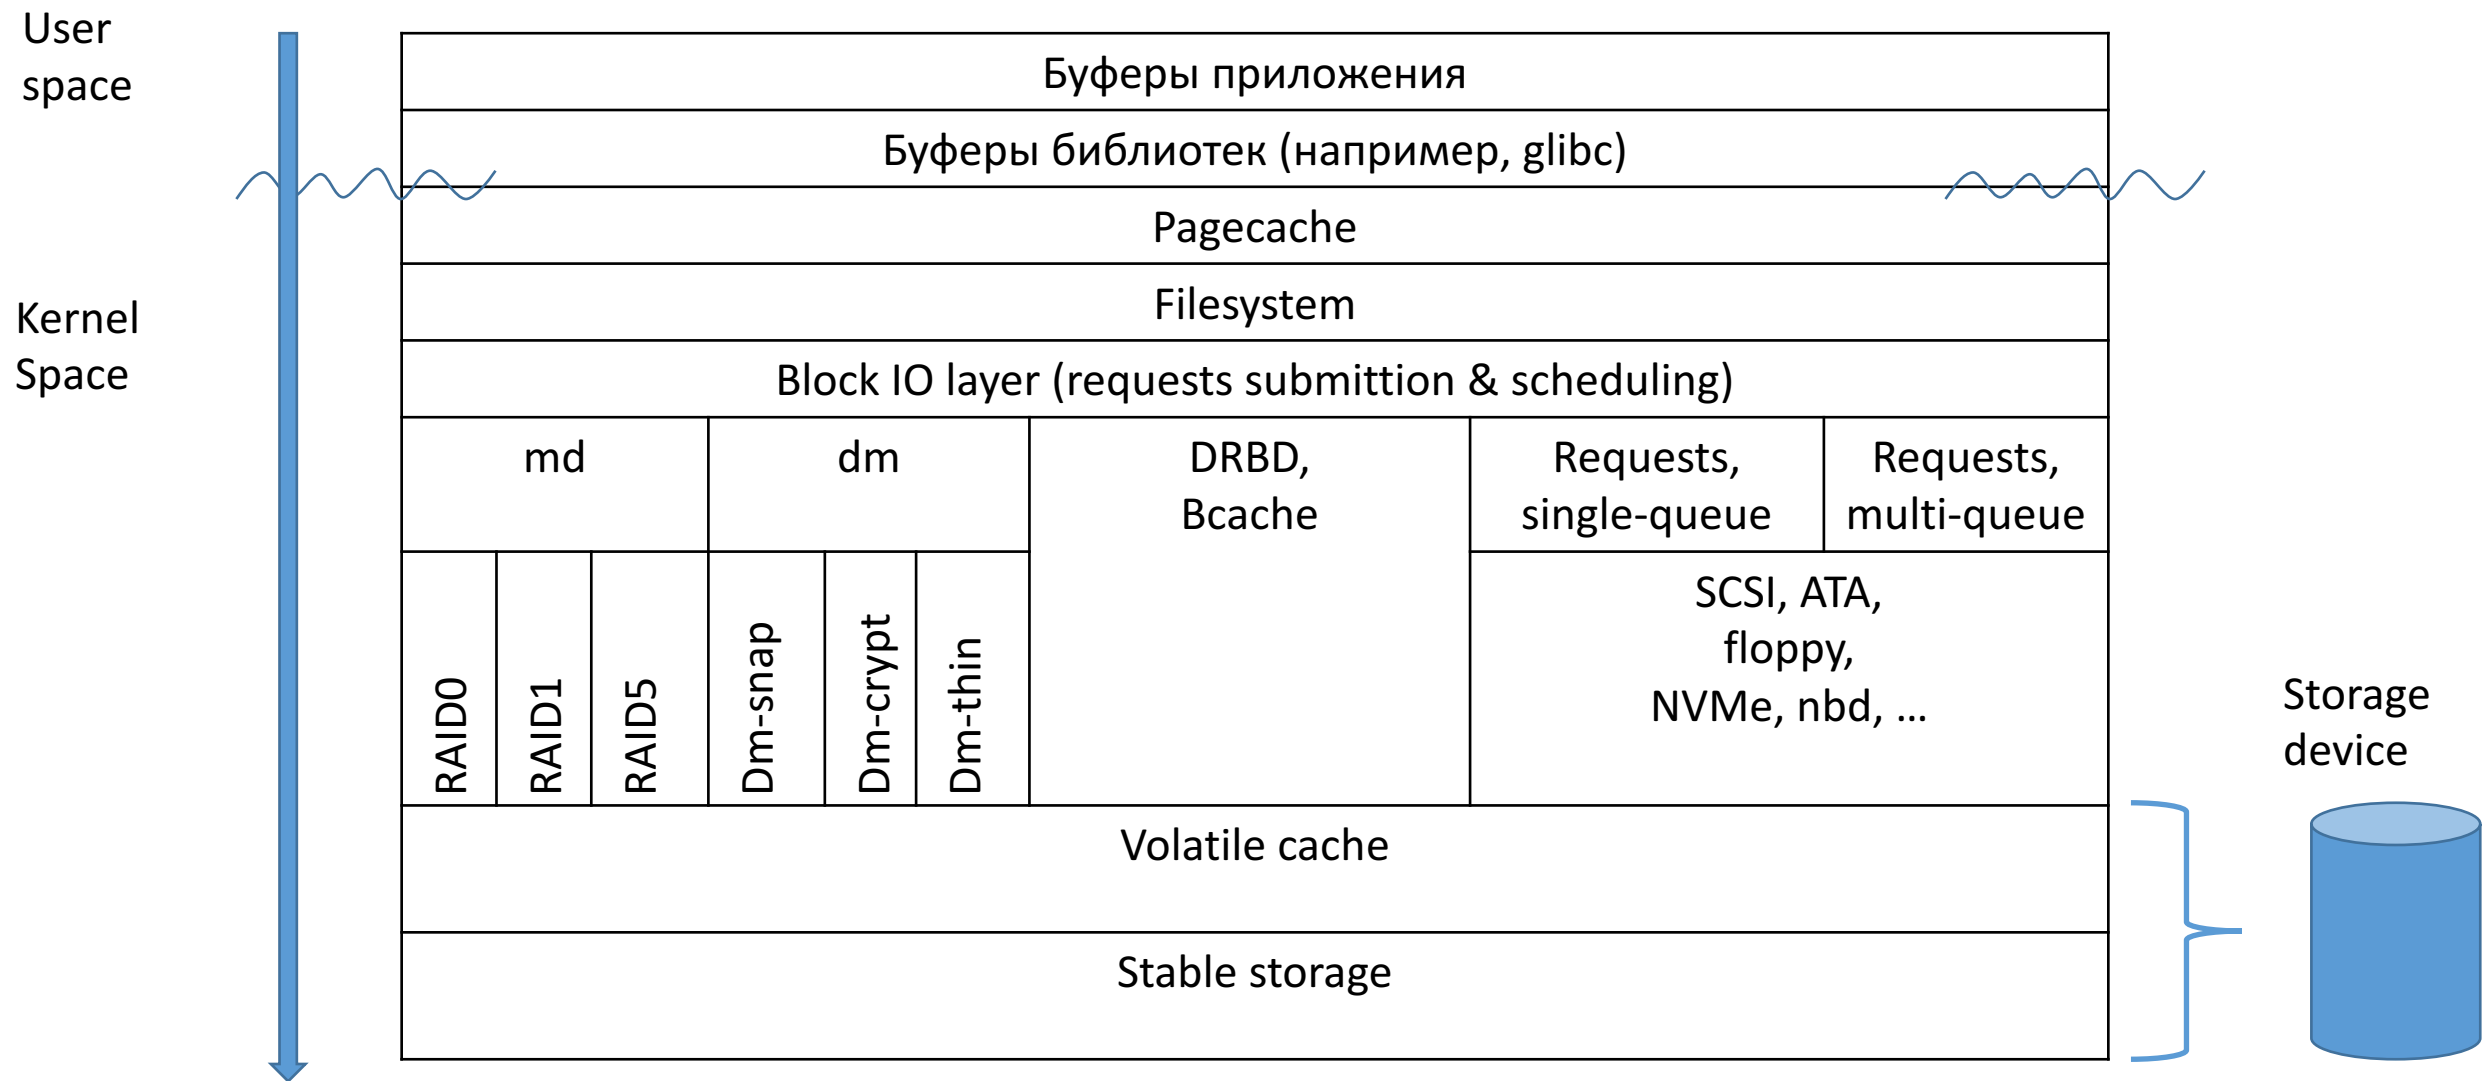 User
space
Буферы приложения
Буферы библиотек (например, glibc)
Pagecache
Kernel
Space
Filesystem
Block IO layer (requests submittion & scheduling)
md
dm
DRBD,
Bcache
Requests,
single-queue
Requests,
multi-queue
RAID0
RAID1
RAID5
Dm-snap
Dm-crypt
Dm-thin
SCSI, ATA,
floppy,
NVMe, nbd, ...
Storage
device
Volatile cache
Stable storage